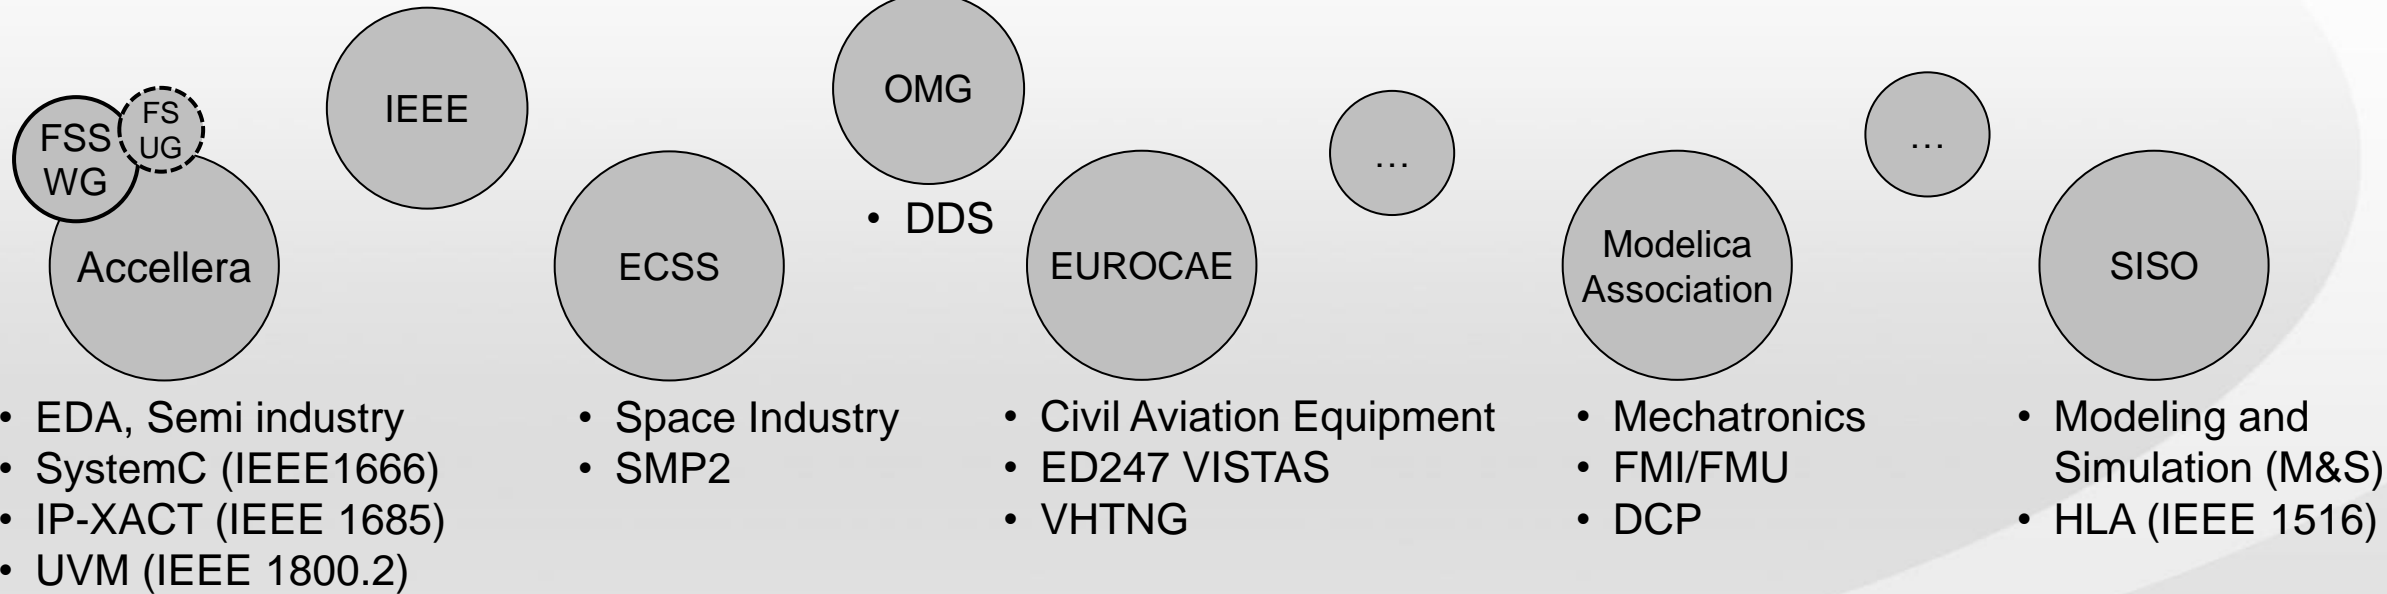 FSS
WG
FS
UG
Accellera
IEEE
ECSS
OMG
• DDS
EUROCAE
…
Modelica
Association
…
SISO
• EDA, Semi industry
• SystemC (IEEE1666)
• IP-XACT (IEEE 1685)
• UVM (IEEE 1800.2)
• Space Industry
• SMP2
• Civil Aviation Equipment
• ED247 VISTAS
• VHTNG
• Mechatronics
• FMI/FMU
• DCP
• Modeling and
Simulation (M&S)
• HLA (IEEE 1516)